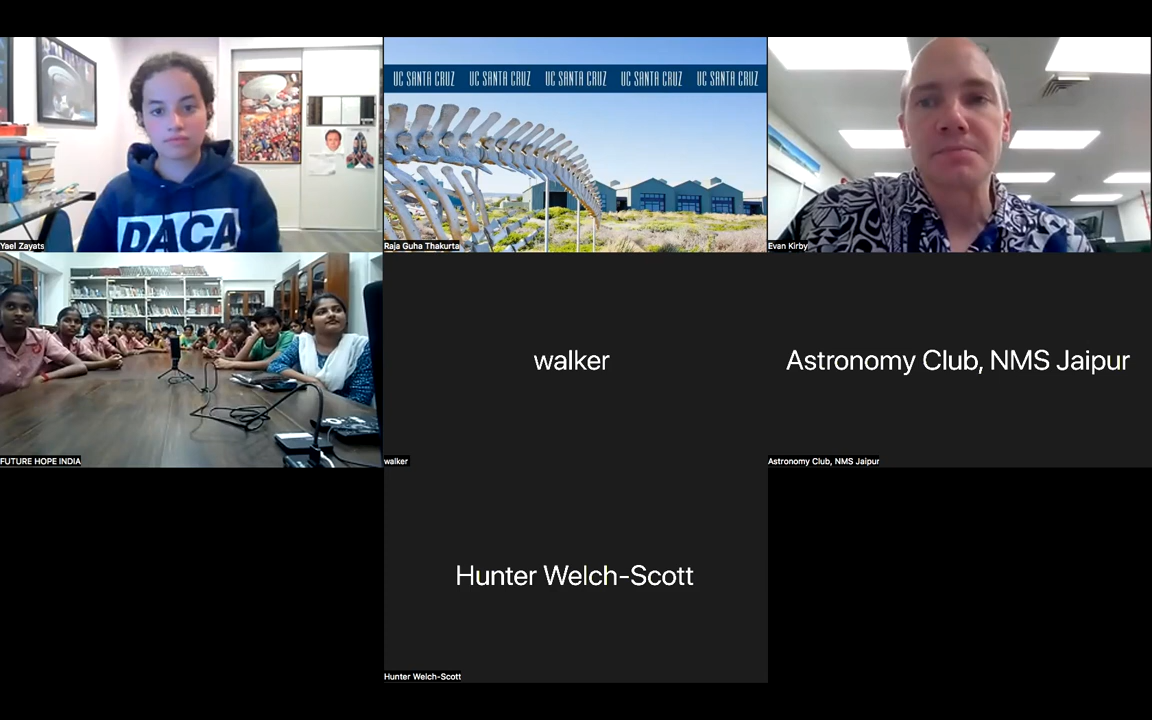 UC SANTA CRUZ UC SANTA CRUZ UC SANTA CRUZ UC SANTA CRUZ UC SANTA CRUZ
DACA
Yael Zayats
Raja Guha Thakurta
Evan Kirby
walker
Astronomy Club, NMS Jaipur
FUTURE HOPE INDIA
walker
Astronomy Club, NMS Jaipur
Hunter Welch-Scott
Hunter Welch-Scott